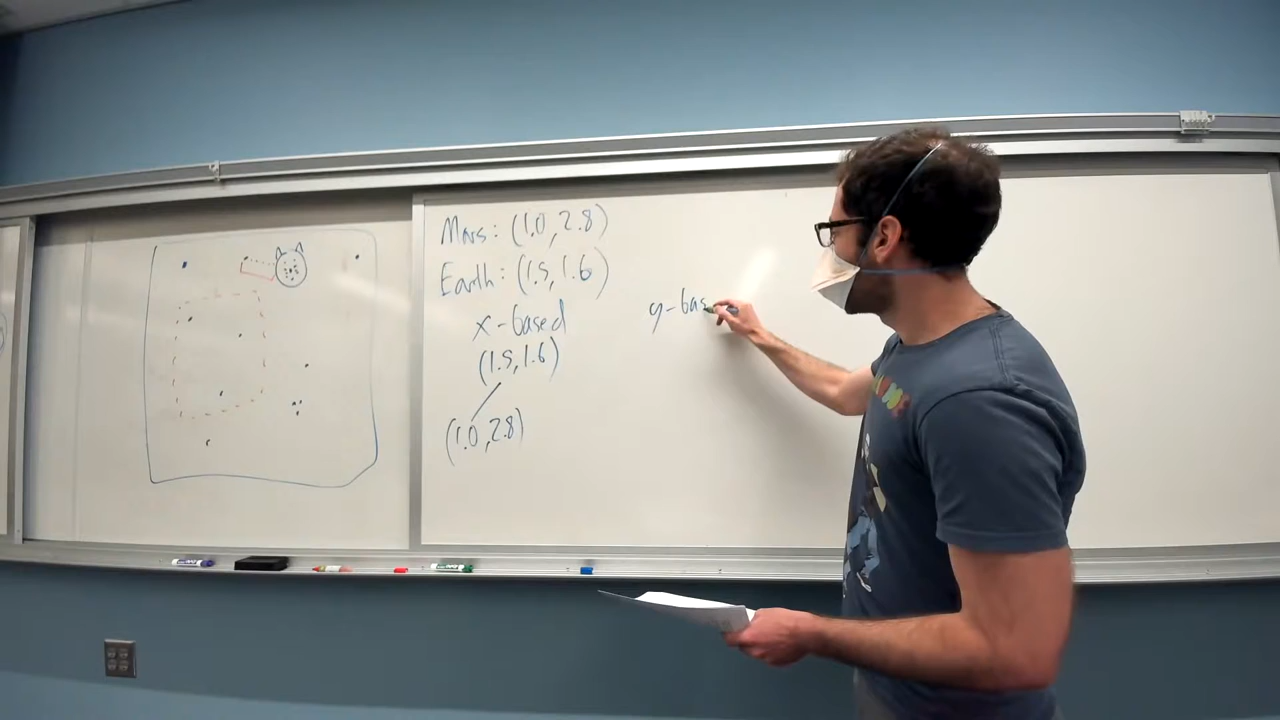 Mars: (1.0, 2.8)
Earth: (1.5, 1.6)
x-based
(1.5, 1.6)
(1.0, 2.8)
y-bas